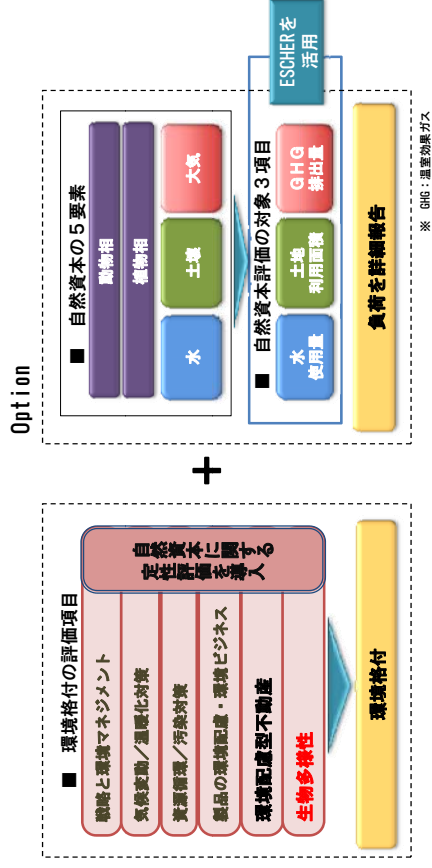 ■ 環境格付の評価項目
戦略と環境マネジメント
気候変動／温暖化対策
資源循環／汚染対策
製品の環境配慮・環境ビジネス
環境配慮型不動産
生物多様性
自然資本に関する
定性評価を導入
環境格付
＋
Option
■ 自然資本の５要素
動物相
植物相
水
土壌
大気
■ 自然資本評価の対象３項目
水
使用量
土地
利用面積
ＧＨＧ
排出量
ESCHERを
活用
負荷を詳細報告
※ GHG：温室効果ガス